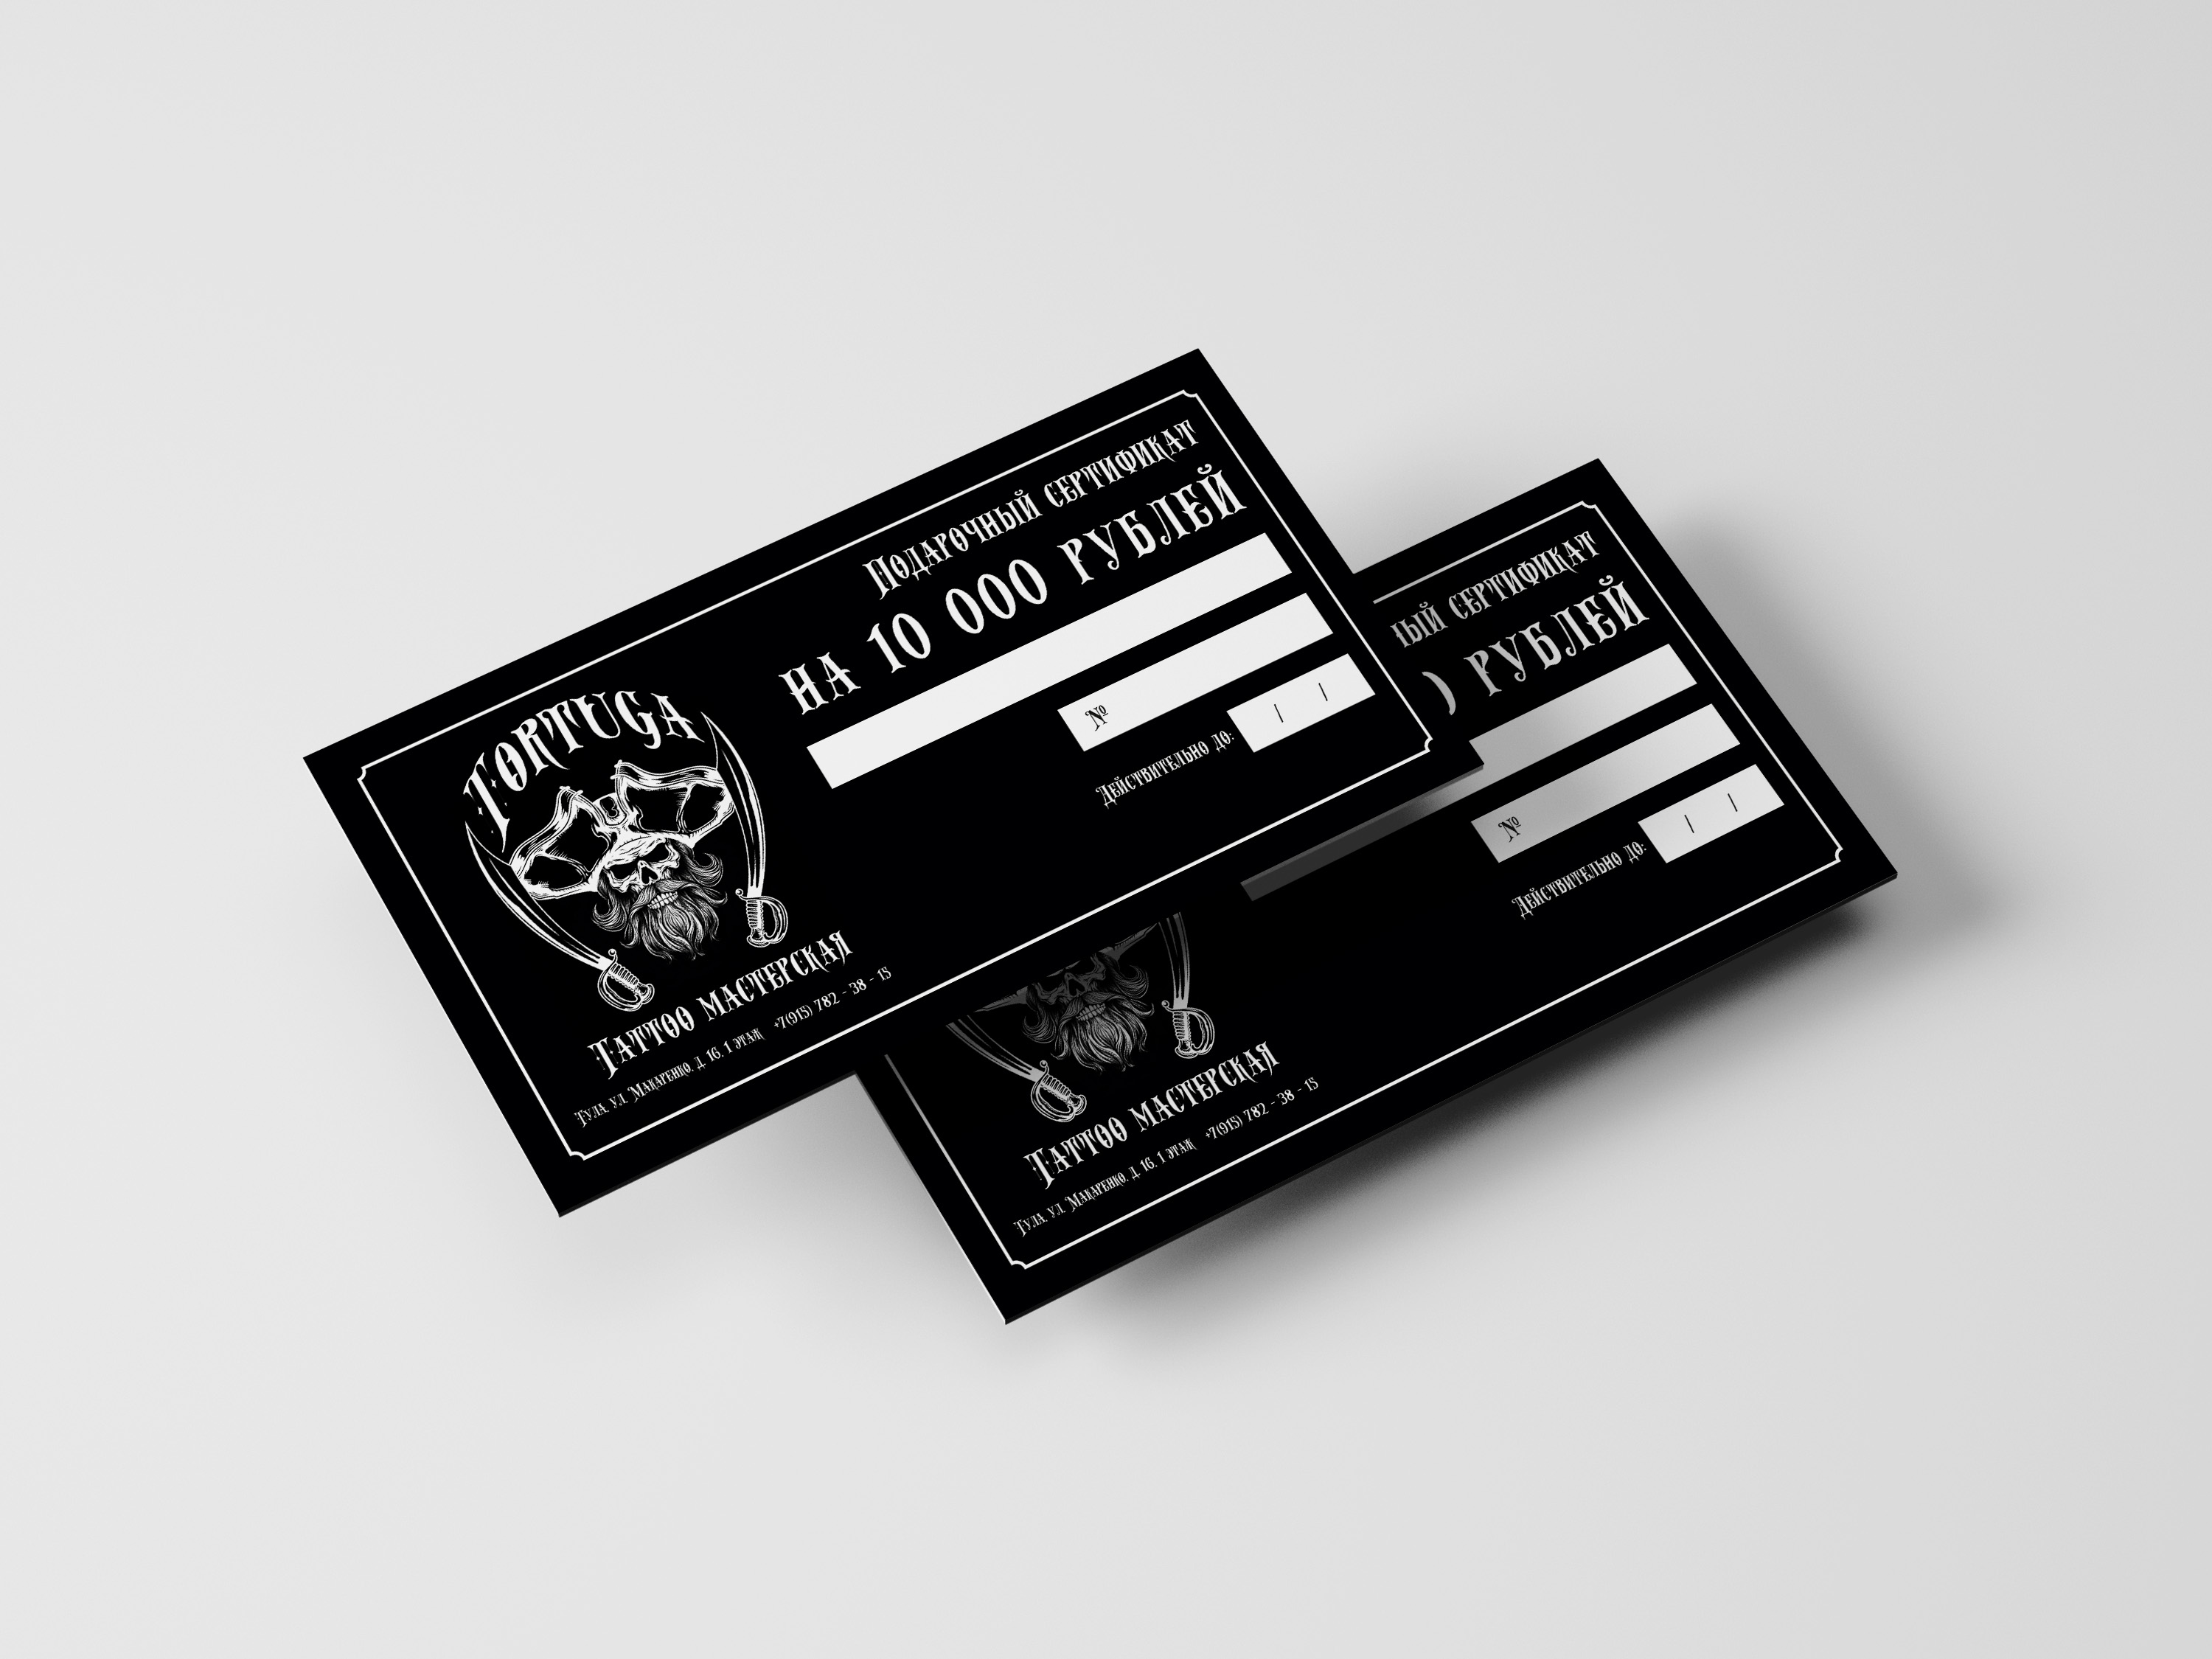 Подарочный сертификат
на 10 000 рублей
№
/ /
Действительно до:
TORTUGA
Tattoo мастерская
Тула, ул. Макаренко, д. 16, 1 этаж +7(915) 782 - 38 - 15
ный сертификат
) рублей
№
/ /
Действительно до:
Tattoo мастерская
Тула, ул. Макаренко, д. 16, 1 этаж +7(915) 782 - 38 - 15